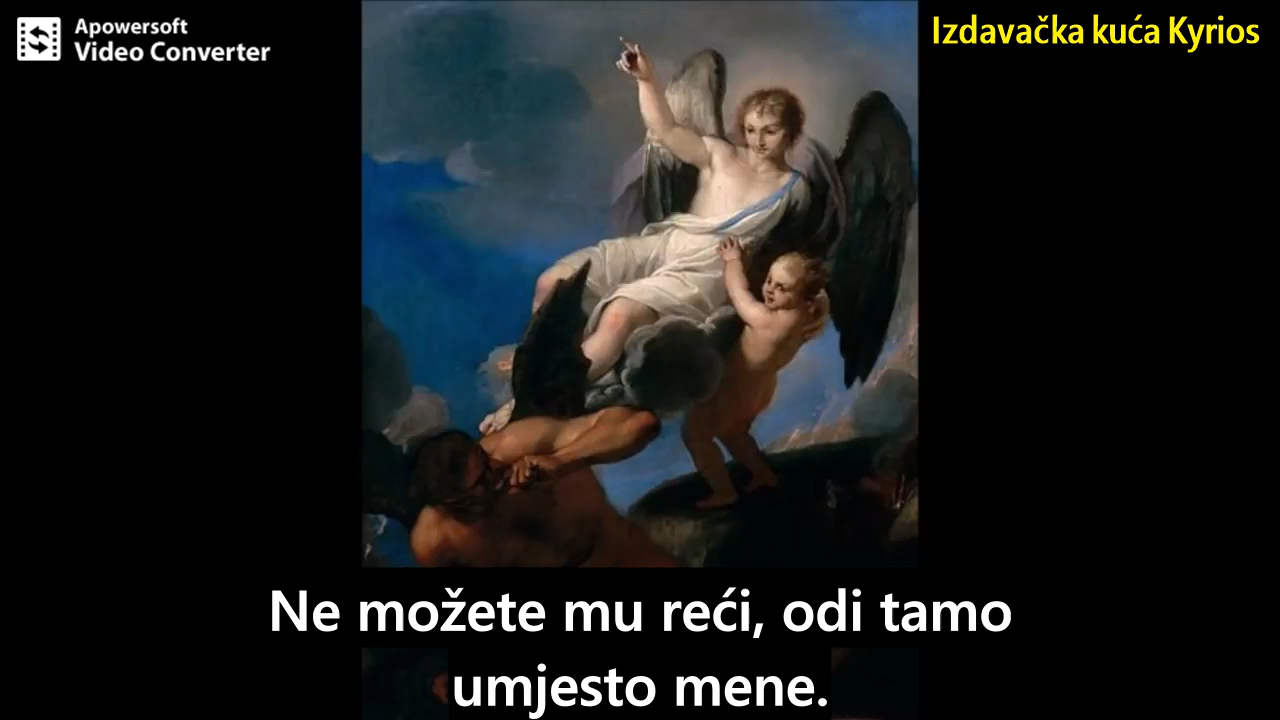 Apowersoft
Video Converter
Izdavačka kuća Kyrios
Ne možete mu reći, odi tamo
umjesto mene.